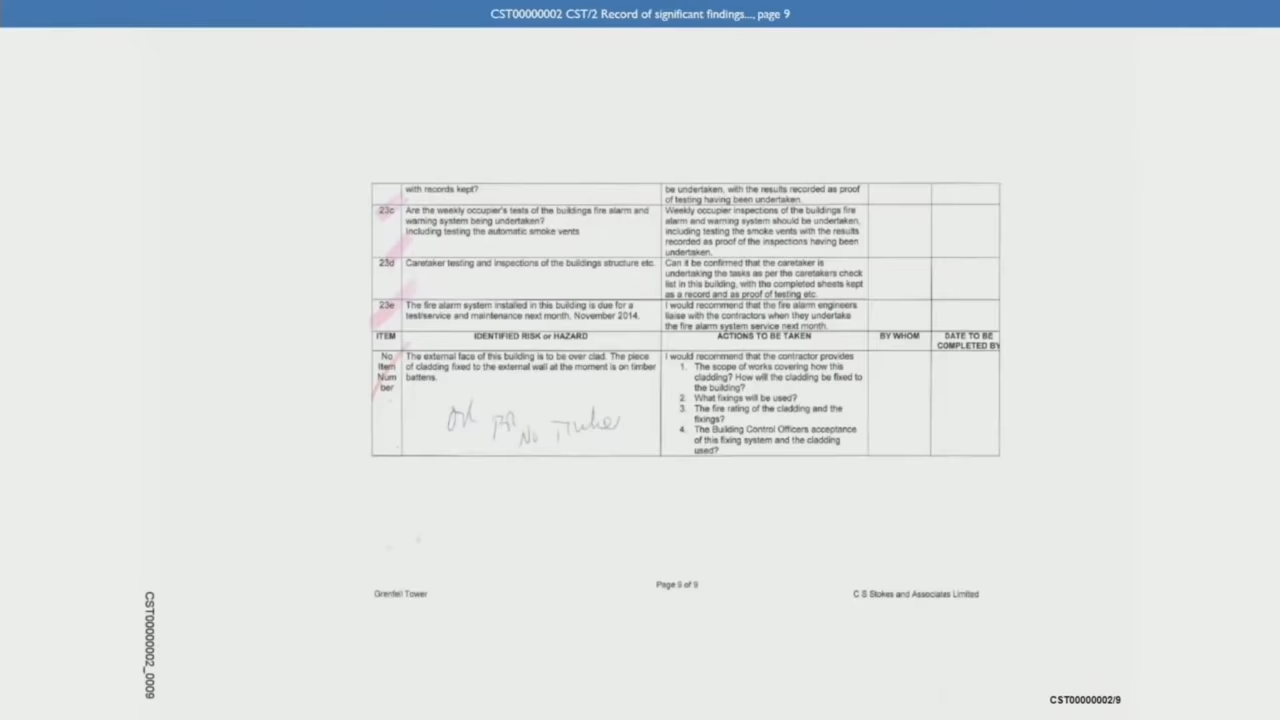 CST00000002 CST/2 Record of significant findings..., page 9
with records kept?
be undertaken, with the results recorded as proof
of testing having been undertaken.
23c
Are the weekly occupier's tests of the buildings fire alarm and
warning system being undertaken?
Including testing the automatic smoke vents
Weekly occupier inspections of the buildings fire
alarm and warning system should be undertaken,
including testing the smoke vents with the results
recorded as proof of the inspections having been
undertaken.
23d
Caretaker testing and inspections of the buildings structure etc.
Can it be confirmed that the caretaker is
undertaking the tasks as per the caretakers check
list in this building, with the completed sheets kept
as a record and as proof of testing etc.
23e
The fire alarm system installed in this building is due for a
test/service and maintenance next month, November 2014.
I would recommend that the fire alarm engineers
liaise with the contractors when they undertake
the fire alarm system service next month.
ITEM
IDENTIFIED RISK or HAZARD
ACTIONS TO BE TAKEN
BY WHOM
DATE TO BE
COMPLETED BY
No
Item
Num
ber
The external face of this building is to be over clad. The piece
of cladding fixed to the external wall at the moment is on timber
battens.
No Timber
I would recommend that the contractor provides
1. The scope of works covering how this
cladding? How will the cladding be fixed to
the building?
2. What fixings will be used?
3. The fire rating of the cladding and the
fixings?
4. The Building Control Officers acceptance
of this fixing system and the cladding
used?
Page 9 of 9
Grenfell Tower
C S Stokes and Associates Limited
CST00000002_0009
CST00000002/9